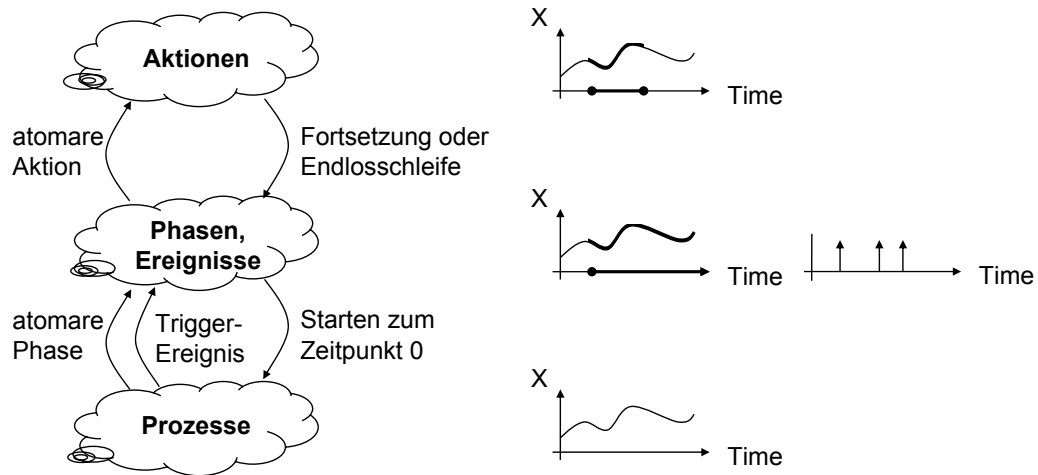 Aktionen
atomare
Aktion
Fortsetzung oder
Endlosschleife
Phasen,
Ereignisse
atomare
Phase
Trigger-
Ereignis
Starten zum
Zeitpunkt 0
Prozesse
X
Time
X
Time
Time
X
Time